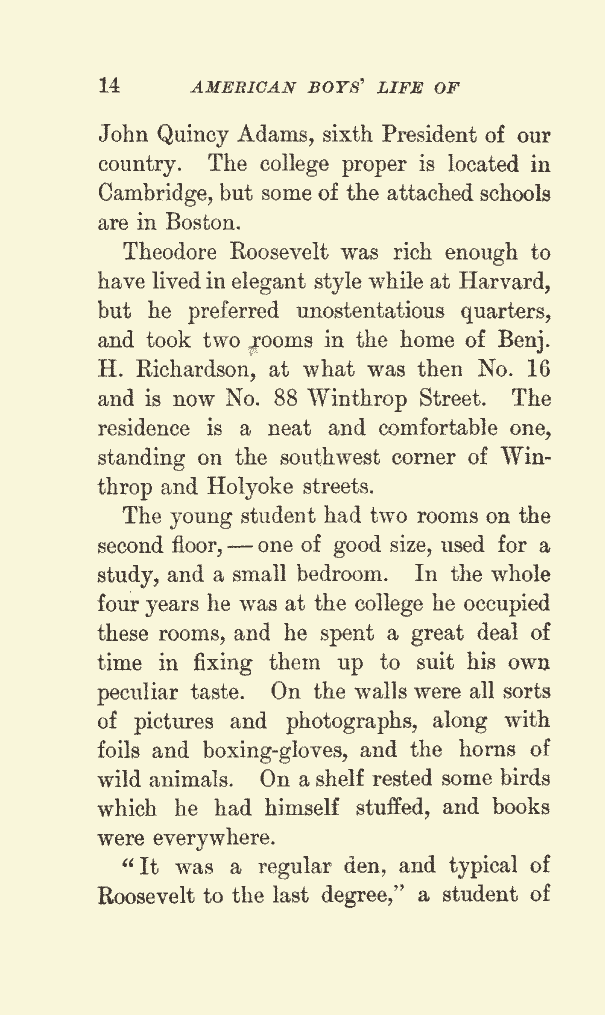 14 AMERICAN BOYS' LIFE OF
John Quincy Adams, sixth President of our
country. The college proper is located in
Cambridge, but some of the attached schools
are in Boston.
Theodore Roosevelt was rich enough to
have lived in elegant style while at Harvard,
but he preferred unostentatious quarters,
and took two rooms in the home of Benj.
H. Richardson, at what was then No. 16
and is now No. 88 Winthrop Street. The
residence is a neat and comfortable one,
standing on the southwest corner of Win-
throp and Holyoke streets.
The young student had two rooms on the
second floor, — one of good size, used for a
study, and a small bedroom. In the whole
four years he was at the college he occupied
these rooms, and he spent a great deal of
time in fixing them up to suit his own
peculiar taste. On the walls were all sorts
of pictures and photographs, along with
foils and boxing-gloves, and the horns of
wild animals. On a shelf rested some birds
which he had himself stuffed, and books
were everywhere.
"It was a regular den, and typical of
Roosevelt to the last degree," a student of